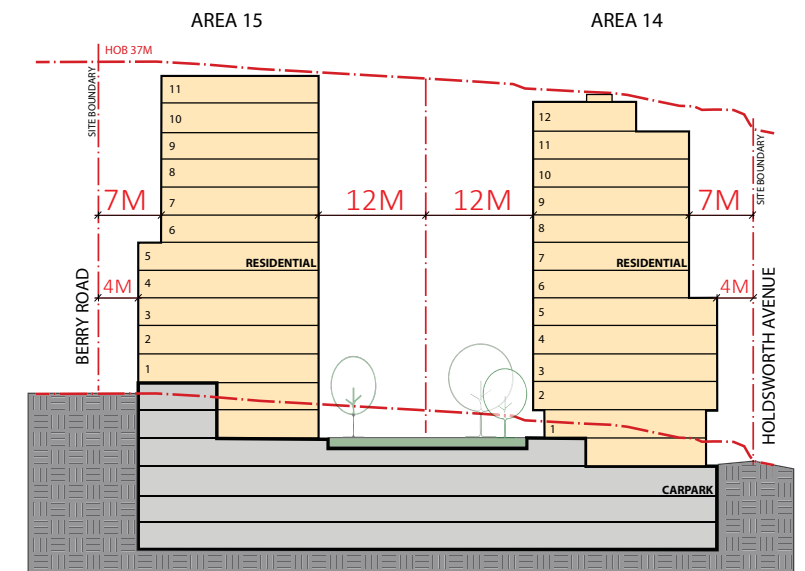 AREA 15
AREA 14
HOB 37M
SITE BOUNDARY
SITE BOUNDARY
11
10
9
8
7
6
5
4
3
2
1
12
11
10
9
8
7
6
5
4
3
2
1
7M
12M
12M
7M
RESIDENTIAL
RESIDENTIAL
4M
4M
BERRY ROAD
HOLDSWORTH AVENUE
CARPARK